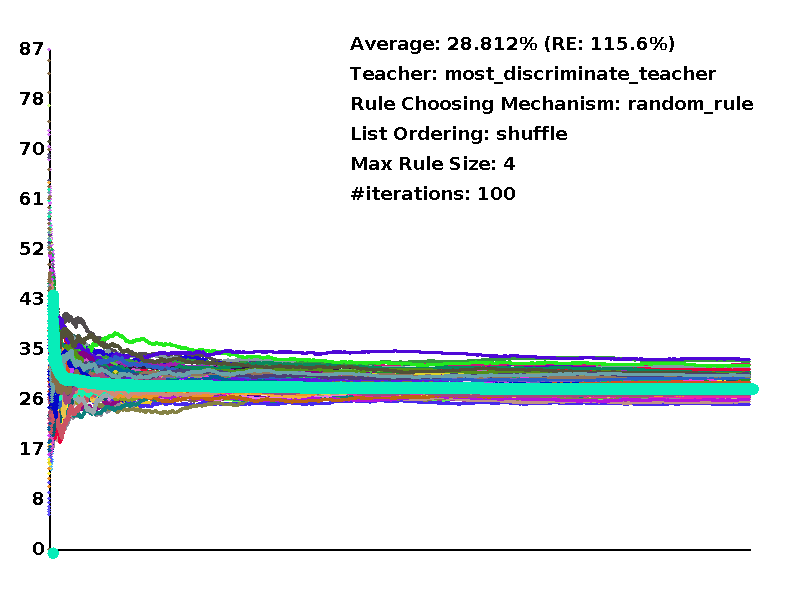 Average: 28.812% (RE: 115.6%)
Teacher: most_discriminate_teacher
Rule Choosing Mechanism: random_rule
List Ordering: shuffle
Max Rule Size: 4
#iterations: 100
87
78
70
61
52
43
35
26
17
8
0